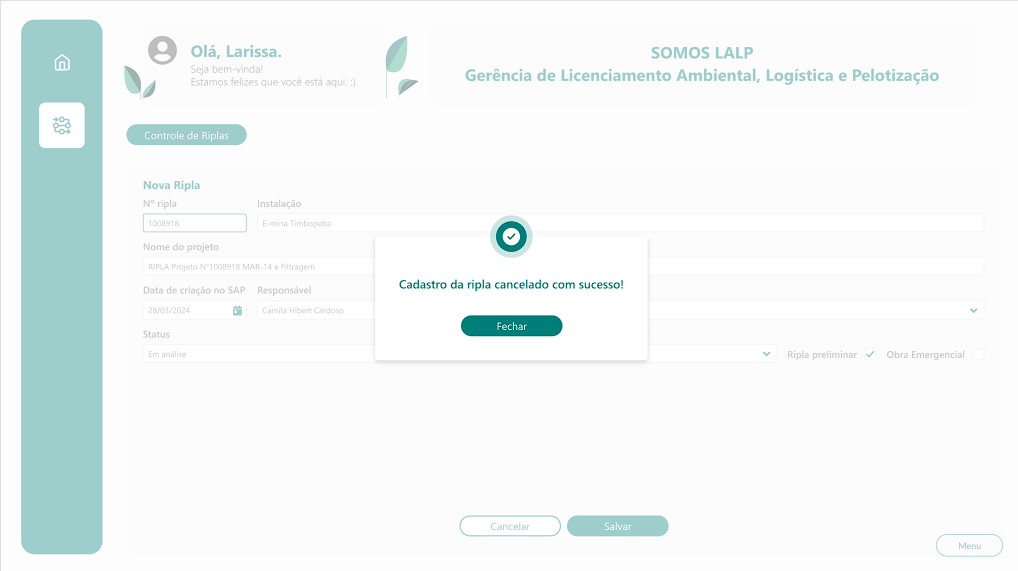 Olá, Larissa.
Seja bem-vinda!
Estamos felizes que você está aqui. :)
SOMOS LALP
Gerência de Licenciamento Ambiental, Logística e Pelotização
Controle de Riplas
Nova Ripla
Nº ripla
Instalação
1008918
E-mina Timbopeba
Nome do projeto
RIPLA Projeto N°1008918 MAR-14 e Filtragem
Data de criação no SAP
Responsável
28/03/2024
Camila Hibert Cardoso
Status
Em análise
Ripla preliminar
Obra Emergencial
Cadastro da ripla cancelado com sucesso!
Fechar
Cancelar
Salvar
Menu